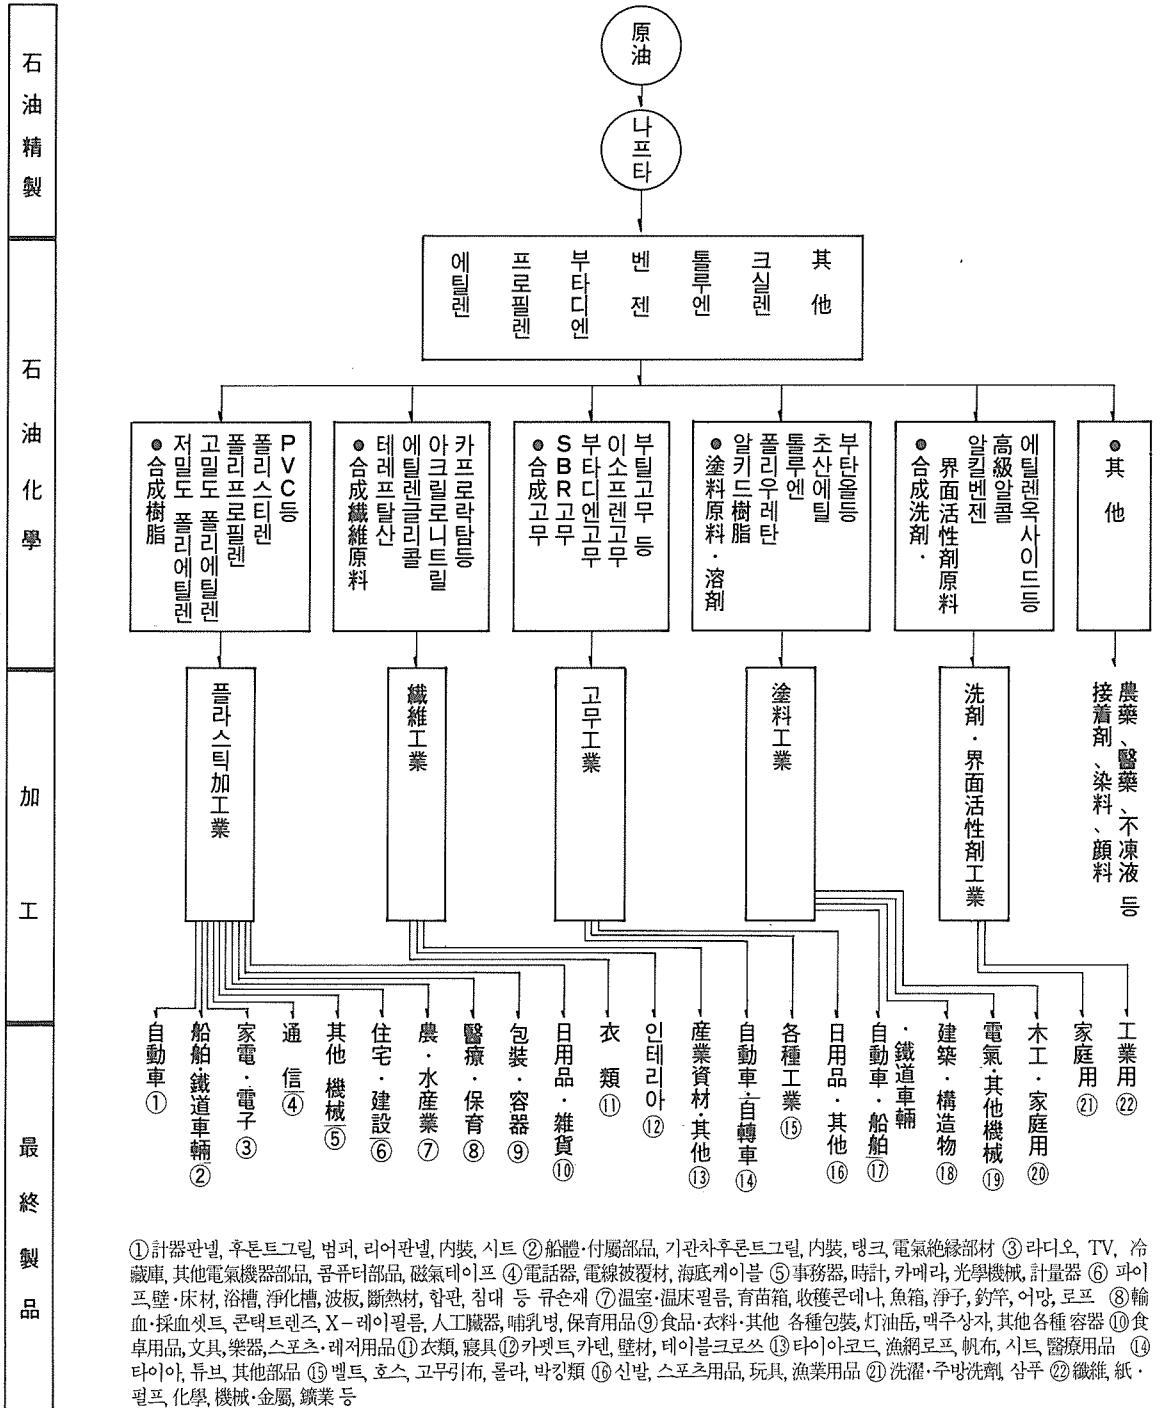 石油精製
石油化學
加工
最終製品
原油
나프타
에틸렌
프로필렌
부타디엔
벤젠
톨루엔
크실렌
其他
●合成樹脂
저밀도 폴리에틸렌
고밀도 폴리에틸렌
폴리프로필렌
폴리스티렌
PVC등
●合成纖維原料
테레프탈산
에틸렌글리콜
아크릴로니트릴
카프로락탐등
●合成고무
SBR고무
부타디엔고무
이소프렌고무
부틸고무 등
●塗料原料·溶剤
알키드樹脂
폴리우레탄
톨루엔
초산에틸
부탄올등
●合成洗剤·
界面活性剤原料
알킬벤젠
高級알콜
에틸렌옥사이드등
●其他
플라스틱加工業
纖維工業
고무工業
塗料工業
洗剤·界面活性剤工業
農藥、醫藥、不凍液 등
接着剤、染料、顔料
自動車①
船舶·鐵道車輛②
家電·電子③
通信④
其他 機械⑤
住宅·建設⑥
農·水産業⑦
醫療·保育⑧
包裝·容器⑨
日用品·雜貨⑩
衣類⑪
인테리아⑫
産業資材·其他⑬
自動車·自轉車⑭
各種工業⑮
日用品·其他⑯
自動車·船舶⑰
·鐵道車輛
建築·構造物⑱
電氣·其他機械⑲
木工·家庭用⑳
家庭用㉑
工業用㉒
①計器판넬, 후톤트그릴, 범퍼, 리어판넬, 内裝, 시트 ②船體·付屬部品, 기관차후론트그릴, 内裝, 탱크, 電氣絶縁部材 ③라디오, TV, 冷
藏庫, 其他電氣機器部品, 콤퓨터部品, 磁氣테이프 ④電話器, 電線被覆材, 海底케이블 ⑤事務器, 時計, 카메라, 光學機械, 計量器 ⑥ 파이
프, 壁·床材, 浴槽, 淨化槽, 波板, 斷熱材, 합판, 침대 등 큐숀재 ⑦温室·温床필름, 育苗箱, 收穫콘데나, 魚箱, 淨子, 釣竿, 어망, 로프 ⑧輸
血·採血셋트, 콘택트렌즈, X-레이필름, 人工臟器, 哺乳병, 保育用品⑨食品·衣料·其他 各種包裝, 灯油缶, 맥주상자, 其他各種 容器 ⑩食
卓用品, 文具, 樂器, 스포츠·레저用品⑪衣類, 寢具⑫카펫트, 카텐, 壁材, 테이블크로쓰 ⑬타이아코드, 漁網로프, 帆布, 시트, 醫療用品 ⑭
타이아, 튜브, 其他部品 ⑮벨트, 호스, 고무引布, 롤라, 박킹類 ⑯신발, 스포츠用品, 玩具, 漁業用品 ㉑洗濯·주방洗劑, 샴푸 ㉒纖維, 紙·
펄프, 化學, 機械·金屬, 鑛業 등